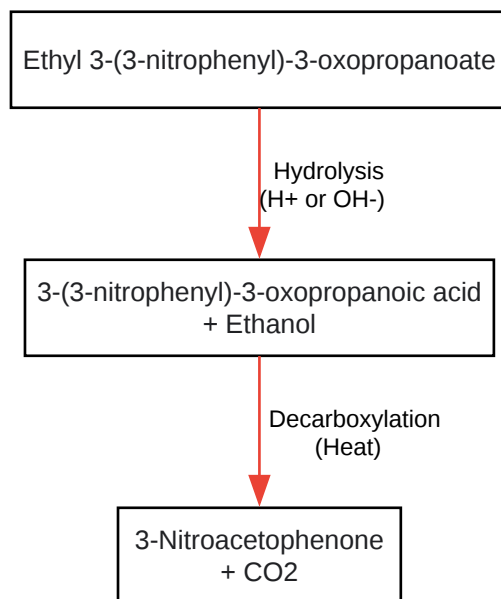 Ethyl 3-(3-nitrophenyl)-3-oxopropanoate
Hydrolysis
(H+ or OH-)
3-(3-nitrophenyl)-3-oxopropanoic acid
+ Ethanol
Decarboxylation
(Heat)
3-Nitroacetophenone
+ CO2